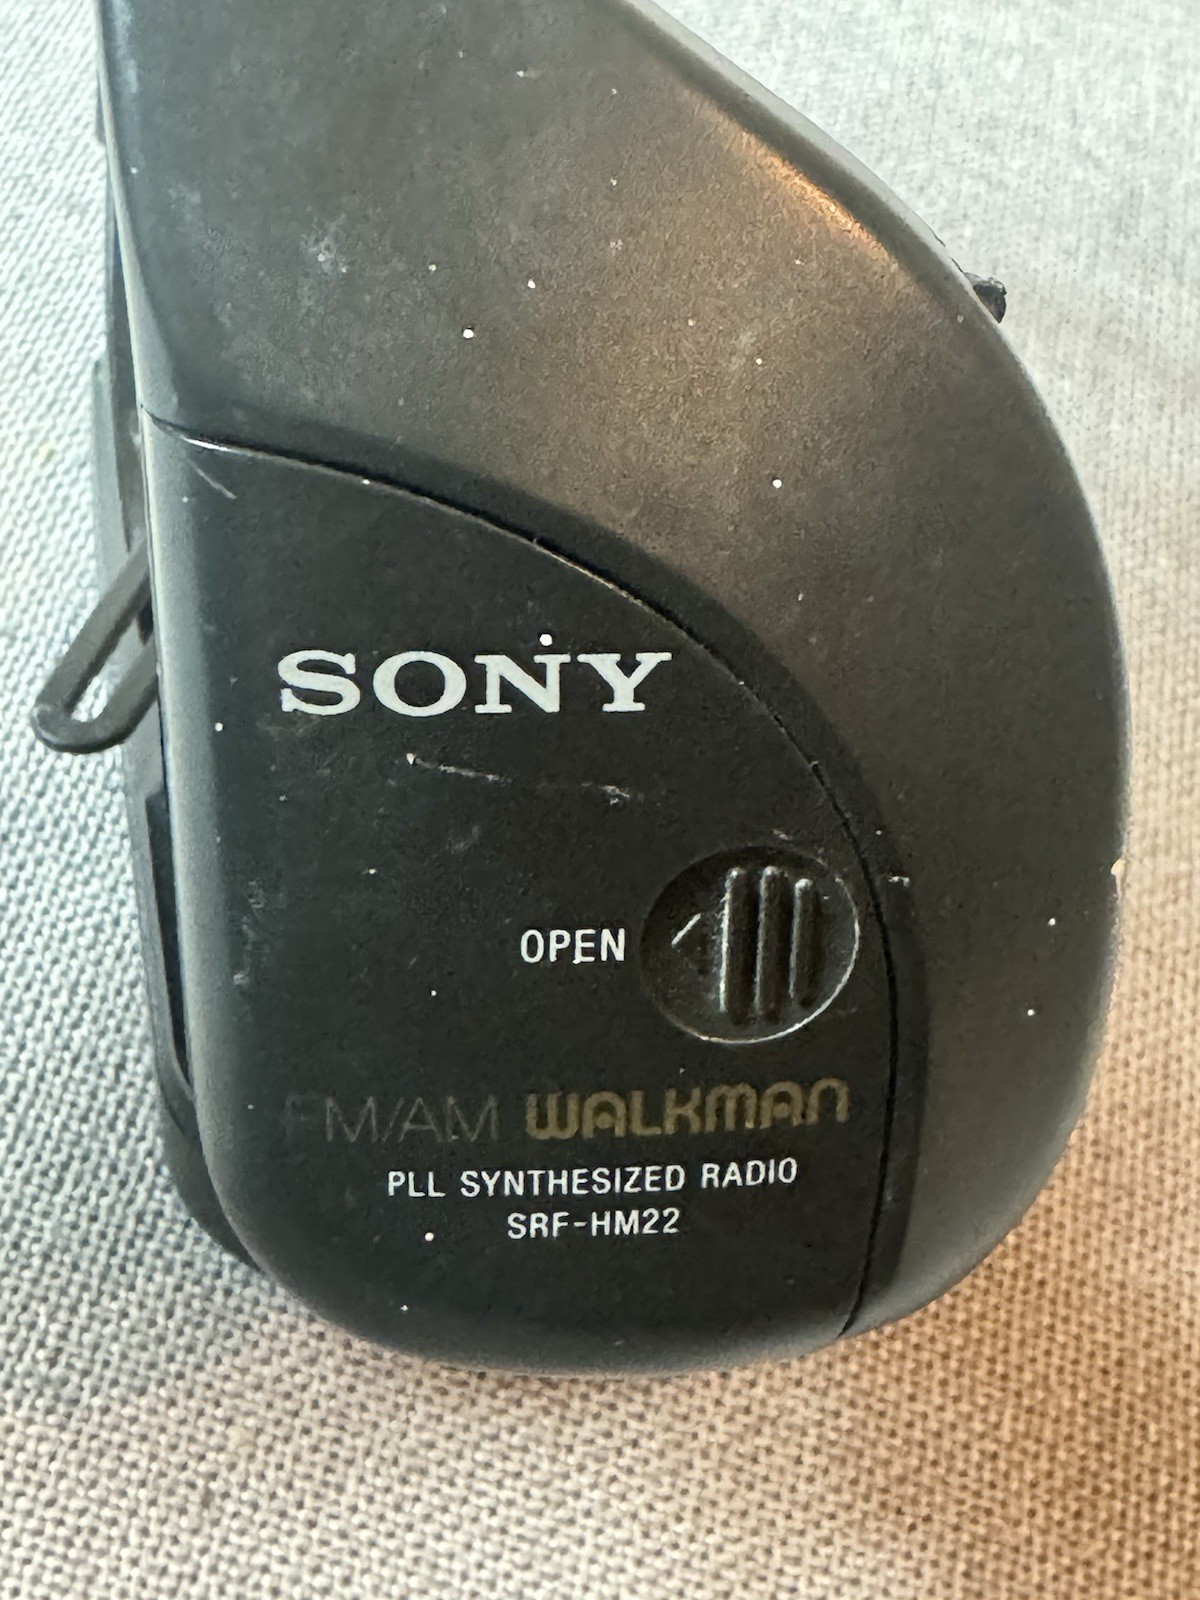 SONY
OPEN
FM/AM WALKMAN
PLL SYNTHESIZED RADIO
SRF-HM22